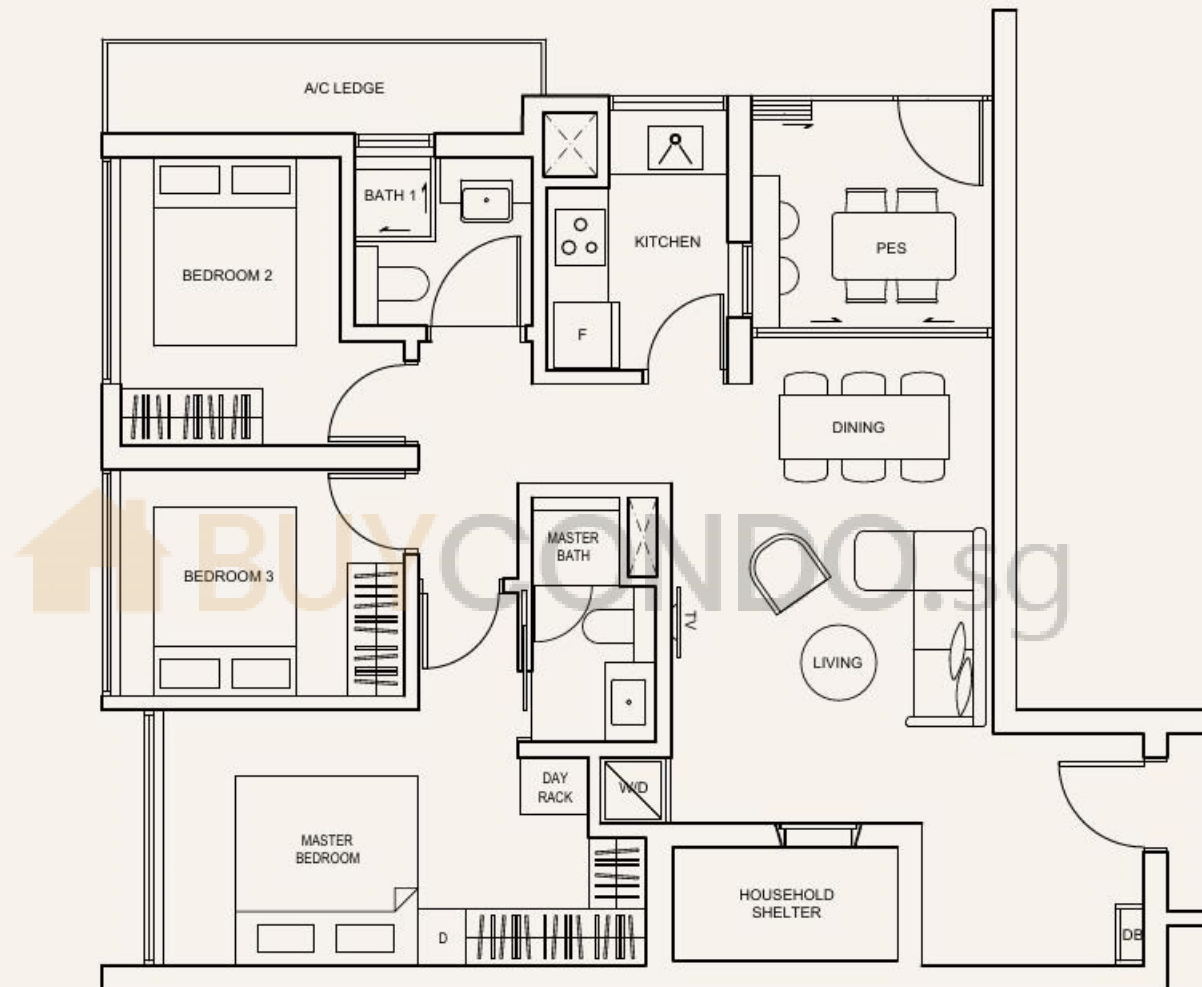 A/C LEDGE
BATH 1
BEDROOM 2
KITCHEN
PES
F
DINING
MASTER
BATH
BEDROOM 3
BUYCONDO.sg
TV
LIVING
DAY
RACK
W/D
MASTER
BEDROOM
HOUSEHOLD
SHELTER
D
DB